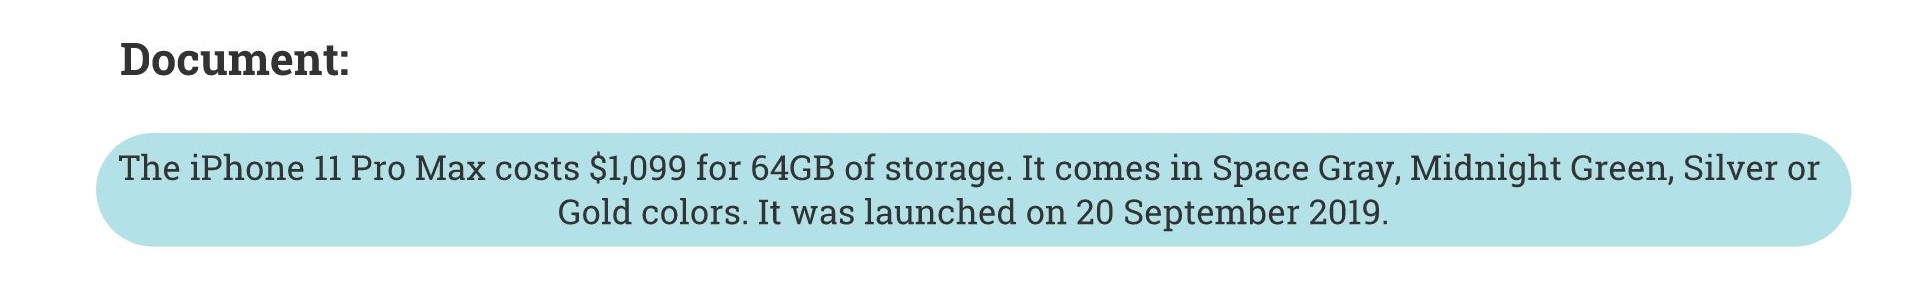 Document:
The iPhone 11 Pro Max costs $1,099 for 64GB of storage. It comes in Space Gray, Midnight Green, Silver or
Gold colors. It was launched on 20 September 2019.